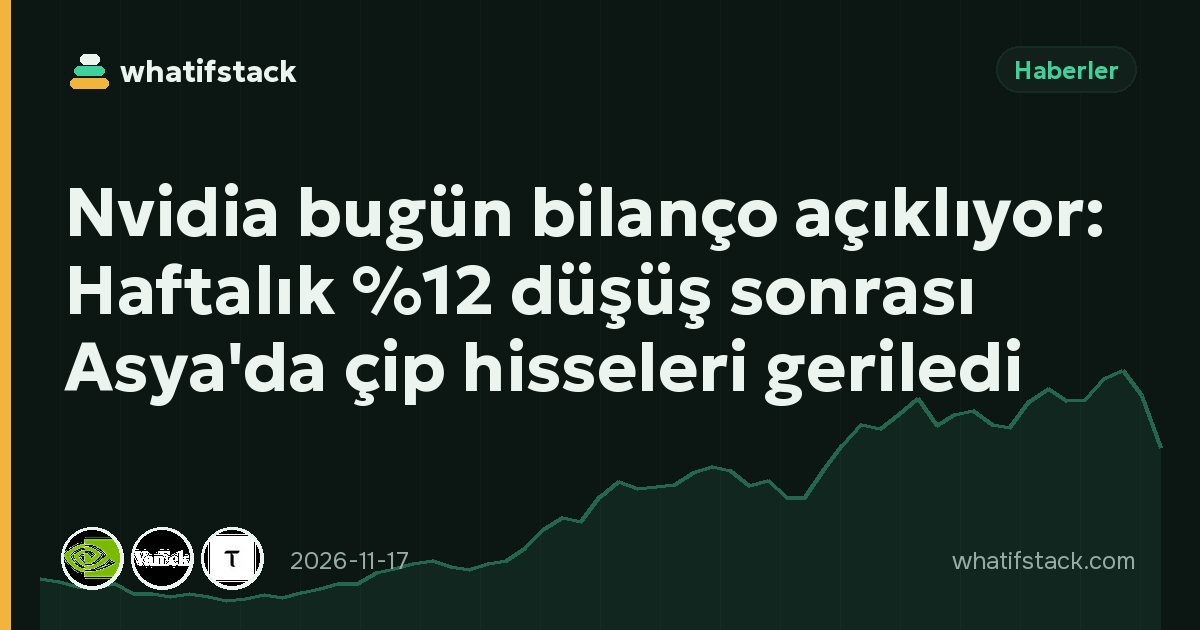 whatifstack
Haberler
Nvidia bugün bilanço açıklıyor:
Haftalık %12 düşüş sonrası
Asya'da çip hisseleri geriledi
VanEck
τ
2026-11-17
whatifstack.com